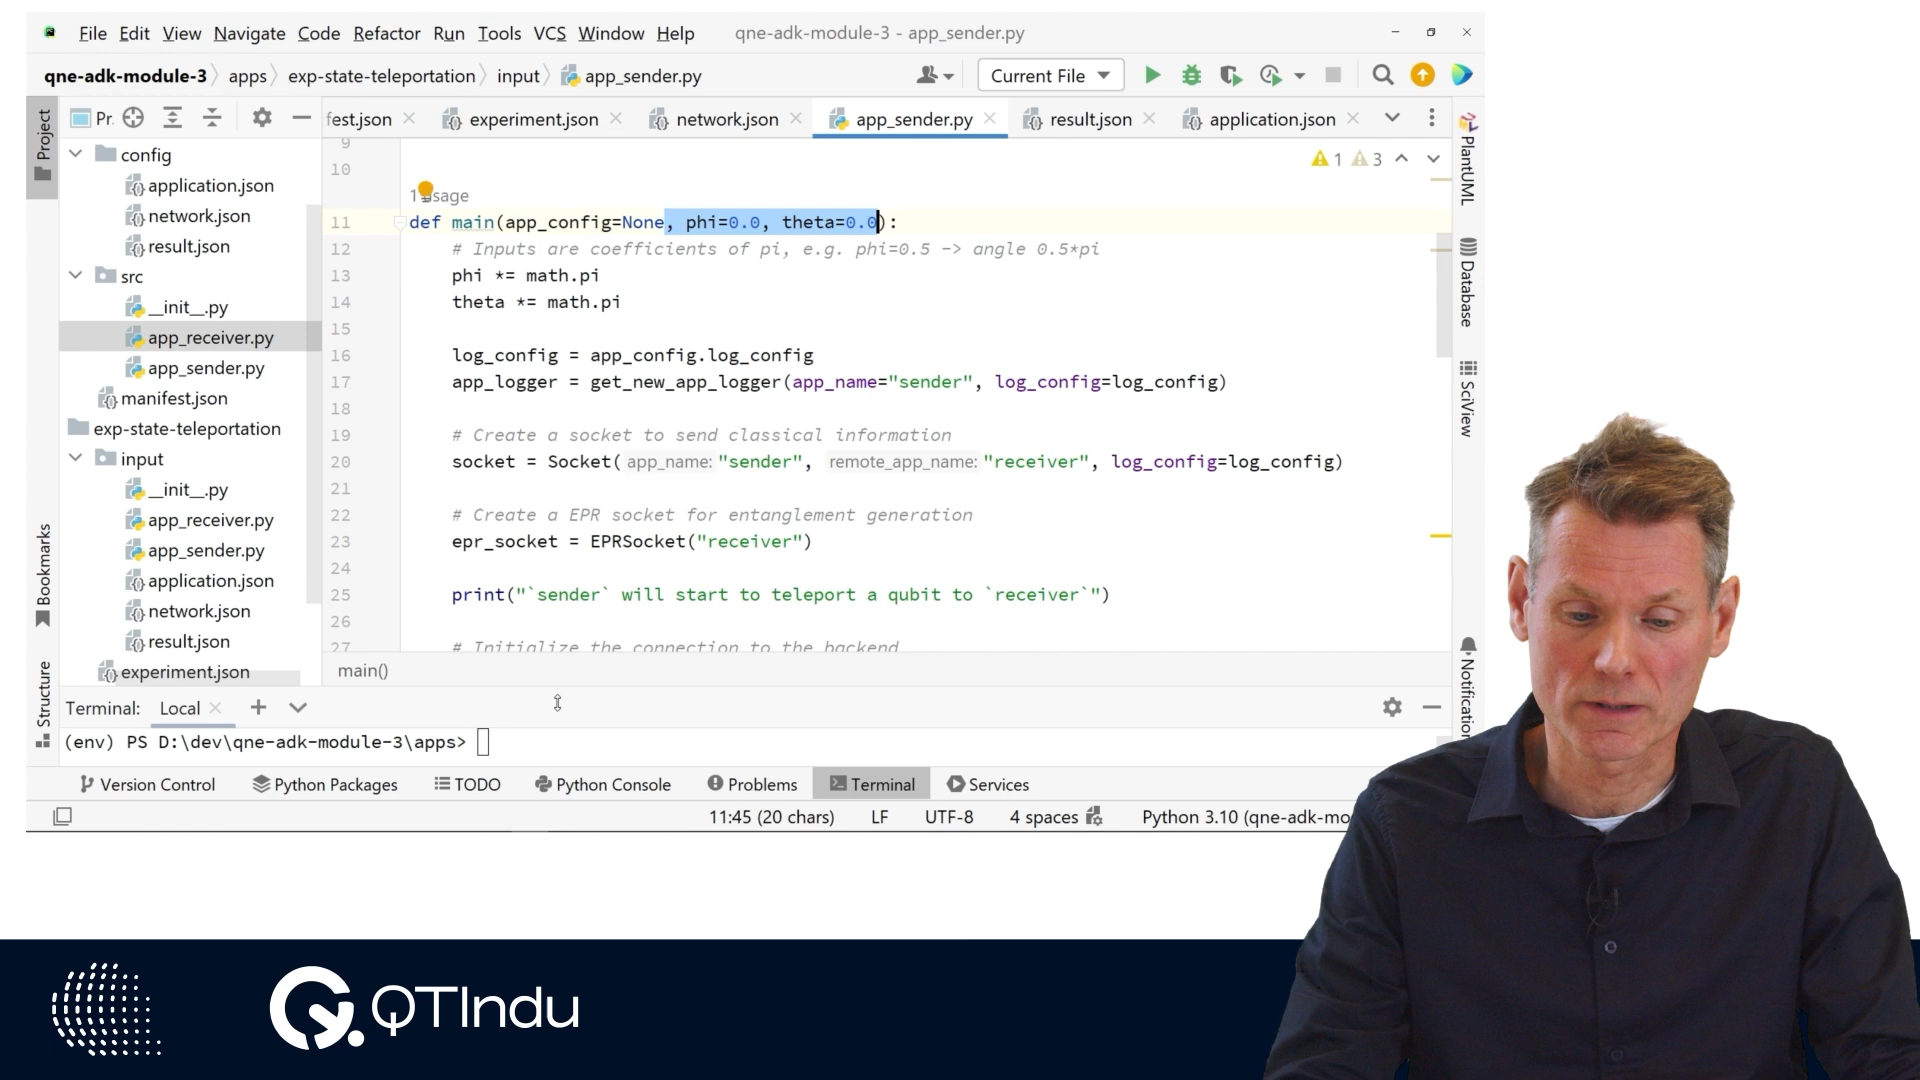 File Edit View Navigate Code Refactor Run Tools VCS Window Help qne-adk-module-3 - app_sender.py
qne-adk-module-3 apps exp-state-teleportation input app_sender.py Current File
Project Pr. fest.json experiment.json network.json app_sender.py result.json application.json PlantUML
config
application.json
network.json
result.json
src
__init__.py
app_receiver.py
app_sender.py
manifest.json
exp-state-teleportation
input
__init__.py
app_receiver.py
app_sender.py
application.json
network.json
result.json
experiment.json
Bookmarks
Structure
1 3
9
10
11 def main(app_config=None, phi=0.0, theta=0.0):
12 # Inputs are coefficients of pi, e.g. phi=0.5 -> angle 0.5*pi
13 phi *= math.pi
14 theta *= math.pi
15
16 log_config = app_config.log_config
17 app_logger = get_new_app_logger(app_name="sender", log_config=log_config)
18
19 # Create a socket to send classical information
20 socket = Socket( app_name: "sender", remote_app_name: "receiver", log_config=log_config)
21
22 # Create a EPR socket for entanglement generation
23 epr_socket = EPRSocket("receiver")
24
25 print("`sender` will start to teleport a qubit to `receiver`")
26
27 # Initialize the connection to the backend
main()
Database
SciView
Terminal: Local
(env) PS D:\dev\qne-adk-module-3\apps>
Version Control Python Packages TODO Python Console Problems Terminal Services
11:45 (20 chars) LF UTF-8 4 spaces Python 3.10 (qne-adk-mo
QTIndu